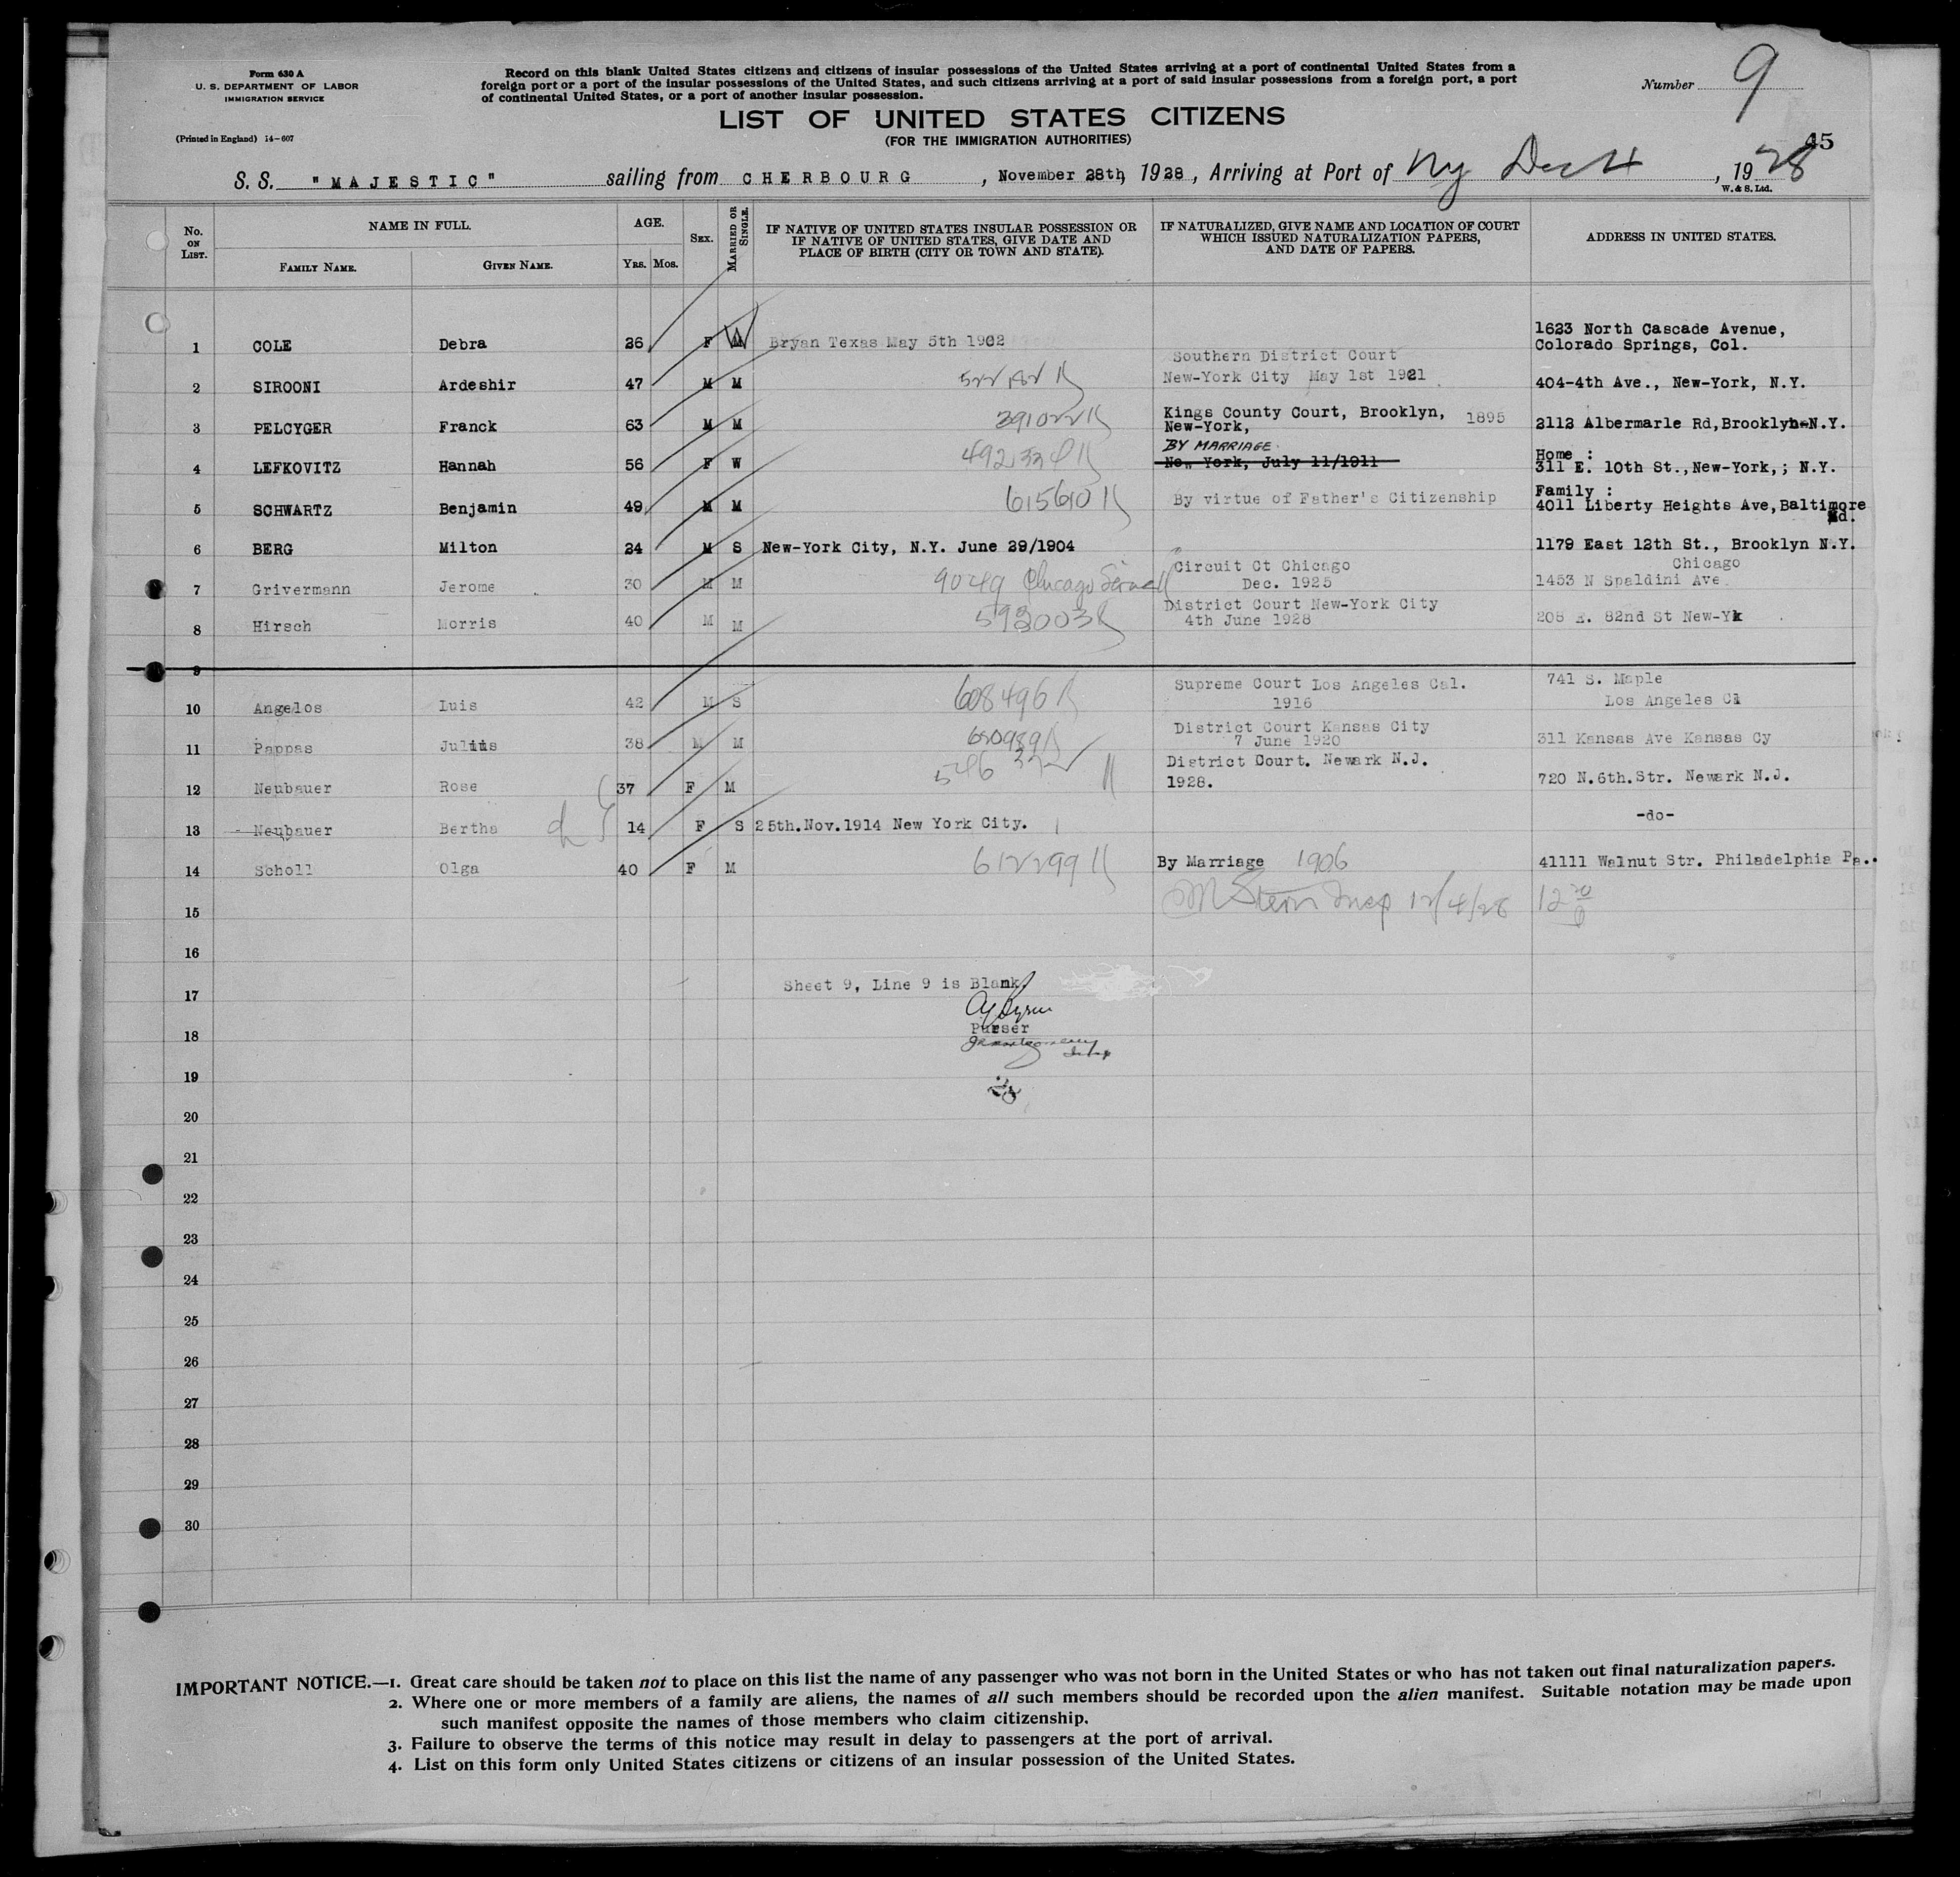 Form 630 A
U. S. DEPARTMENT OF LABOR
IMMIGRATION SERVICE
(Printed in England) 14-607
Record on this blank United States citizens and citizens of insular possessions of the United States arriving at a port of continental United States from a
foreign port or a port of the insular possessions of the United States, and such citizens arriving at a port of said insular possessions from a foreign port, a port
of continental United States, or a port of another insular possession.
Number 9
LIST OF UNITED STATES CITIZENS
(FOR THE IMMIGRATION AUTHORITIES)
45
S. S. "MAJESTIC" sailing from CHERBOURG, November 28th, 1928, Arriving at Port of Ny Dec 4, 1928
W. & S. Ltd.
No. ON LIST. NAME IN FULL. AGE. SEX. MARRIED OR SINGLE. IF NATIVE OF UNITED STATES INSULAR POSSESSION OR IF NATIVE OF UNITED STATES, GIVE DATE AND PLACE OF BIRTH (CITY OR TOWN AND STATE). IF NATURALIZED, GIVE NAME AND LOCATION OF COURT WHICH ISSUED NATURALIZATION PAPERS, AND DATE OF PAPERS. ADDRESS IN UNITED STATES.
FAMILY NAME. GIVEN NAME. YRS. MOS.
1 COLE Debra 26 F W Bryan Texas May 5th 1902 1623 North Cascade Avenue,
Colorado Springs, Col.
2 SIROONI Ardeshir 47 M M Southern District Court
New-York City May 1st 1921 404-4th Ave., New-York, N.Y.
3 PELCYGER Franck 63 M M 391022 Kings County Court, Brooklyn, 1895
New-York, 2112 Albermarle Rd, Brooklyn-N.Y.
4 LEFKOVITZ Hannah 56 F W BY MARRIAGE.
New York, July 11/1911 Home :
311 E. 10th St., New-York,; N.Y.
5 SCHWARTZ Benjamin 49 M M 615610 By virtue of Father's Citizenship Family :
4011 Liberty Heights Ave, Baltimore
Md.
6 BERG Milton 24 M S New-York City, N.Y. June 29/1904 1179 East 12th St., Brooklyn N.Y.
7 Grivermann Jerome 30 M M 9049 Chicago Circuit Ct Chicago
Dec. 1925 Chicago
1453 N Spaldini Ave
8 Hirsch Morris 40 M M 592003 District Court New-York City
4th June 1928 208 E. 82nd St New-Yk
9
10 Angelos Luis 42 M S 608496 Supreme Court Los Angeles Cal.
1916 741 S. Maple
Los Angeles Cl
11 Pappas Julius 38 M M District Court Kansas City
7 June 1920 311 Kansas Ave Kansas Cy
12 Neubauer Rose 37 F M 546 372 District Court. Newark N.J.
1928. 720 N.6th.Str. Newark N.J.
13 Neubauer Bertha 14 F S 25th.Nov.1914 New York City. -do-
14 Scholl Olga 40 F M 612299 By Marriage 1906 41111 Walnut Str. Philadelphia Pa..
15 Stern Insp 12/4/28
16
17 Sheet 9, Line 9 is Blank.
18 Purser
19
20
21
22
23
24
25
26
27
28
29
30
IMPORTANT NOTICE.—1. Great care should be taken not to place on this list the name of any passenger who was not born in the United States or who has not taken out final naturalization papers.
2. Where one or more members of a family are aliens, the names of all such members should be recorded upon the alien manifest. Suitable notation may be made upon
such manifest opposite the names of those members who claim citizenship.
3. Failure to observe the terms of this notice may result in delay to passengers at the port of arrival.
4. List on this form only United States citizens or citizens of an insular possession of the United States.